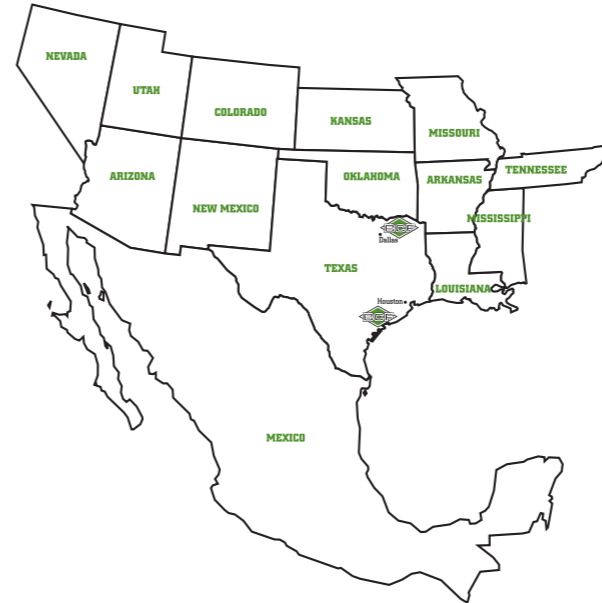 NEVADA
UTAH
COLORADO
KANSAS
MISSOURI
TENNESSEE
ARIZONA
NEW MEXICO
OKLAHOMA
ARKANSAS
MISSISSIPPI
Dallas
TEXAS
LOUISIANA
Houston
MEXICO